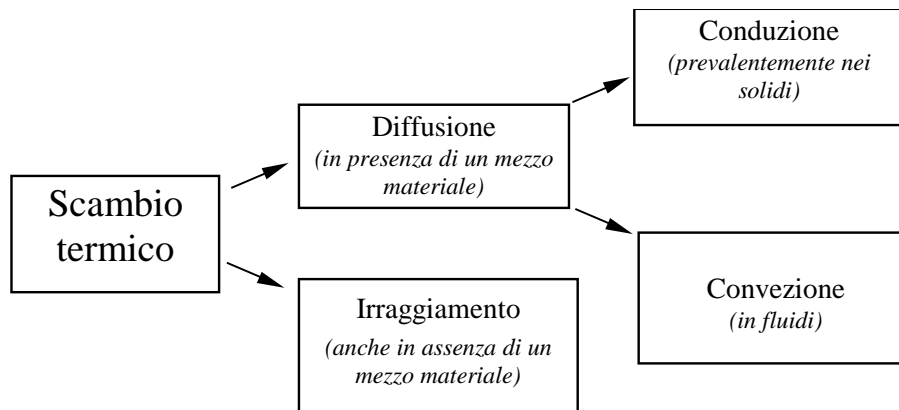 Scambio
termico
Diffusione
(in presenza di un mezzo
materiale)
Irraggiamento
(anche in assenza di un
mezzo materiale)
Conduzione
(prevalentemente nei
solidi)
Convezione
(in fluidi)